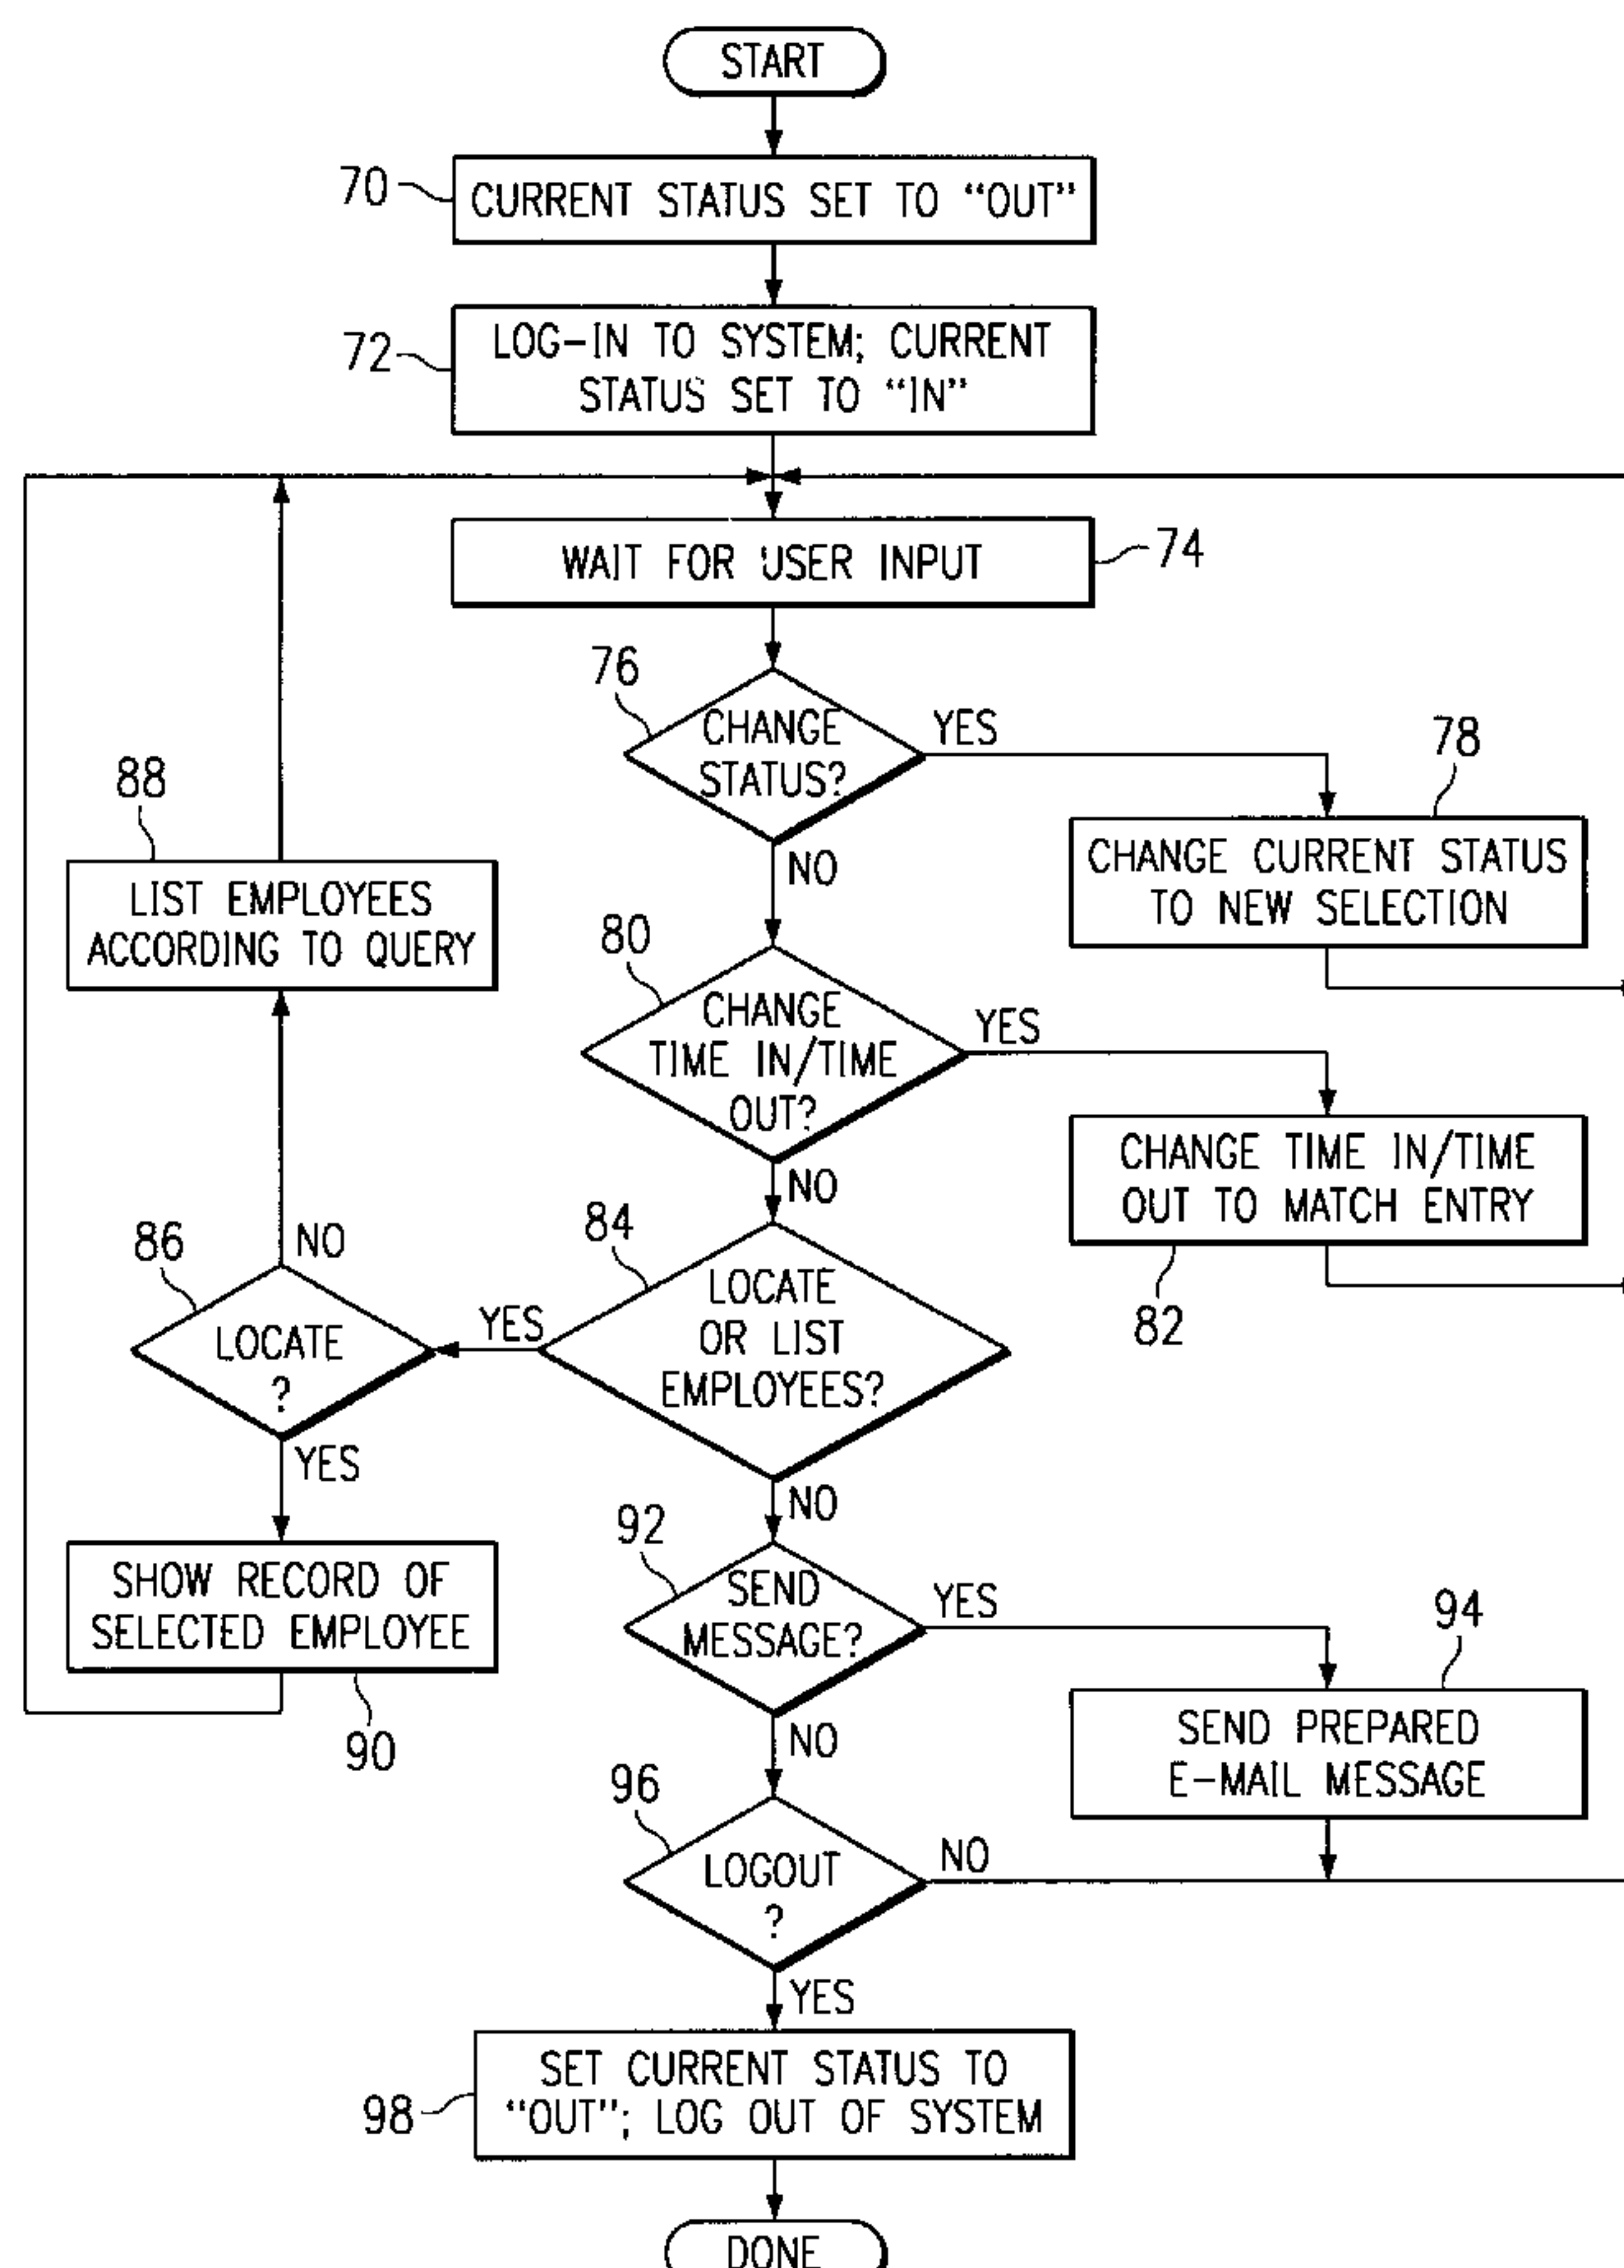 START
70
CURRENT STATUS SET TO “OUT”
72
LOG-IN TO SYSTEM; CURRENT
STATUS SET TO “IN”
WAIT FOR USER INPUT
74
76
CHANGE
STATUS?
YES
NO
78
CHANGE CURRENT STATUS
TO NEW SELECTION
88
LIST EMPLOYEES
ACCORDING TO QUERY
80
CHANGE
TIME IN/TIME
OUT?
YES
NO
CHANGE TIME IN/TIME
OUT TO MATCH ENTRY
82
84
LOCATE
OR LIST
EMPLOYEES?
YES
NO
86
LOCATE
?
NO
YES
SHOW RECORD OF
SELECTED EMPLOYEE
90
92
SEND
MESSAGE?
YES
NO
94
SEND PREPARED
E-MAIL MESSAGE
96
LOGOUT
?
NO
YES
98
SET CURRENT STATUS TO
“OUT”; LOG OUT OF SYSTEM
DONE